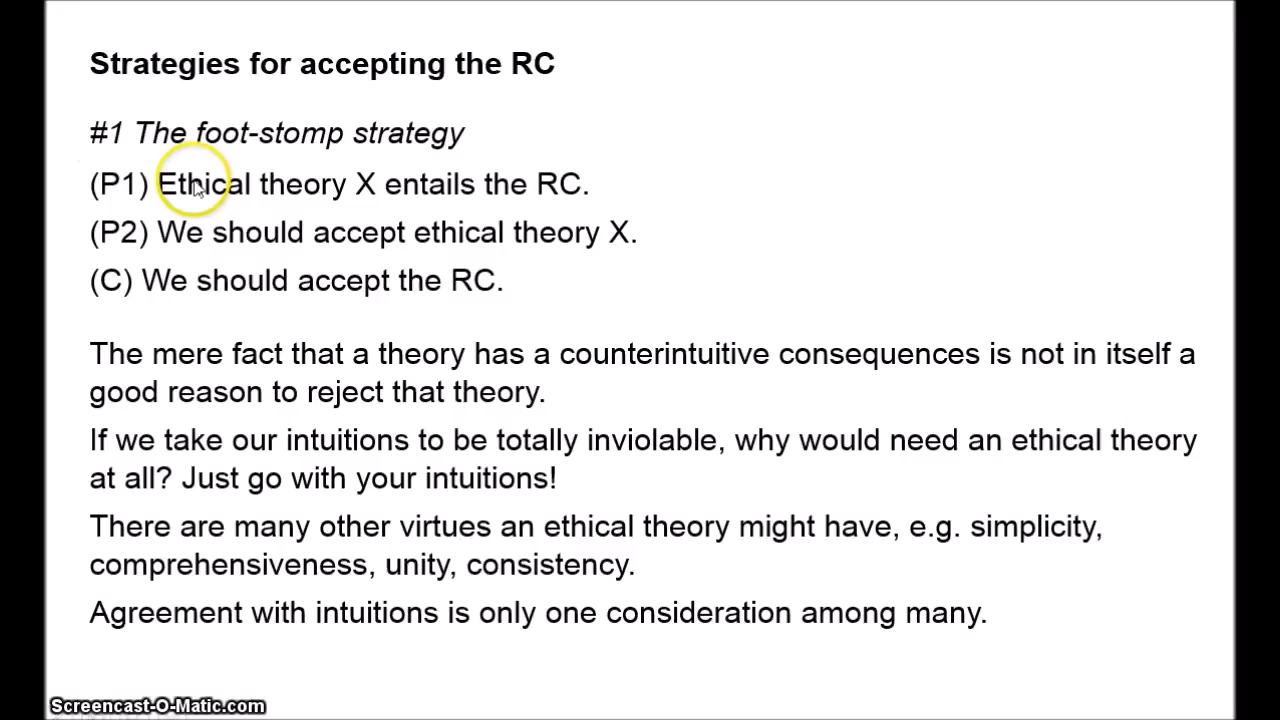 Strategies for accepting the RC
#1 The foot-stomp strategy
(P1) Ethical theory X entails the RC.
(P2) We should accept ethical theory X.
(C) We should accept the RC.
The mere fact that a theory has a counterintuitive consequences is not in itself a
good reason to reject that theory.
If we take our intuitions to be totally inviolable, why would need an ethical theory
at all? Just go with your intuitions!
There are many other virtues an ethical theory might have, e.g. simplicity,
comprehensiveness, unity, consistency.
Agreement with intuitions is only one consideration among many.
Screencast-O-Matic.com